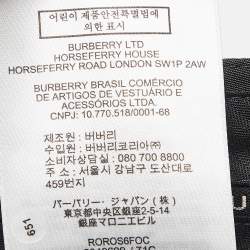 어린이 제품안전특별법에
의한 표시
BURBERRY LTD
HORSEFERRY HOUSE
HORSEFERRY ROAD LONDON SW1P 2AW
BURBERRY BRASIL COMÉRCIO
DE ARTIGOS DE VESTUÁRIO E
ACESSÓRIOS LTDA.
CNPJ: 10.770.518/0001-68
제조원 : 버버리
수입원 : 버버리코리아㈜
소비자상담실 : 080 700 8800
주소 : 서울시 강남구 도산대로
459번지
バーバリー・ジャパン(株)
東京都中央区銀座2-5-14
銀座マロニエビル
651
ROROS6FOC